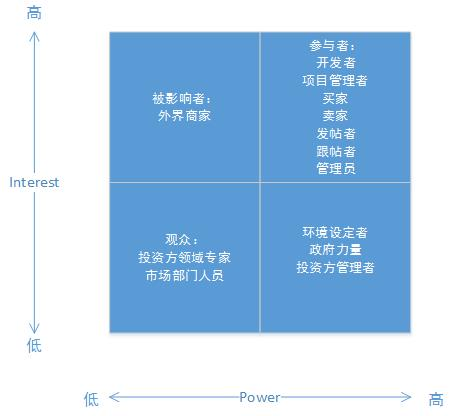 高
参与者：
开发者
项目管理者
买家
卖家
发帖者
跟帖者
管理员
被影响者：
外界商家
Interest
观众：
投资方领域专家
市场部门人员
环境设定者
政府力量
投资方管理者
低
低
Power
高